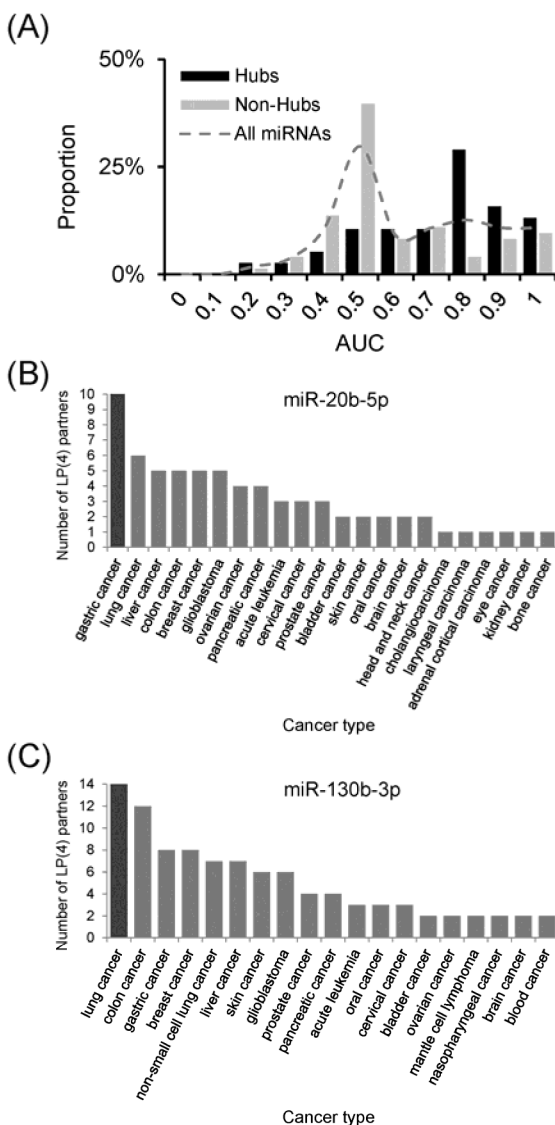 (A)
50%
25%
0%
Proportion
Hubs
Non-Hubs
All miRNAs
0
0.1
0.2
0.3
0.4
0.5
0.6
0.7
0.8
0.9
1
AUC
(B)
miR-20b-5p
Number of LP(4) partners
10
9
8
7
6
5
4
3
2
1
0
gastric cancer
lung cancer
liver cancer
colon cancer
breast cancer
glioblastoma
ovarian cancer
pancreatic cancer
acute leukemia
cervical cancer
prostate cancer
bladder cancer
skin cancer
oral cancer
brain cancer
head and neck cancer
cholangiocarcinoma
laryngeal carcinoma
adrenal cortical carcinoma
eye cancer
kidney cancer
bone cancer
Cancer type
(C)
miR-130b-3p
Number of LP(4) partners
14
12
10
8
6
4
2
0
lung cancer
colon cancer
gastric cancer
breast cancer
non-small cell lung cancer
liver cancer
skin cancer
glioblastoma
prostate cancer
pancreatic cancer
acute leukemia
oral cancer
cervical cancer
bladder cancer
ovarian cancer
mantle cell lymphoma
nasopharyngeal cancer
brain cancer
blood cancer
Cancer type